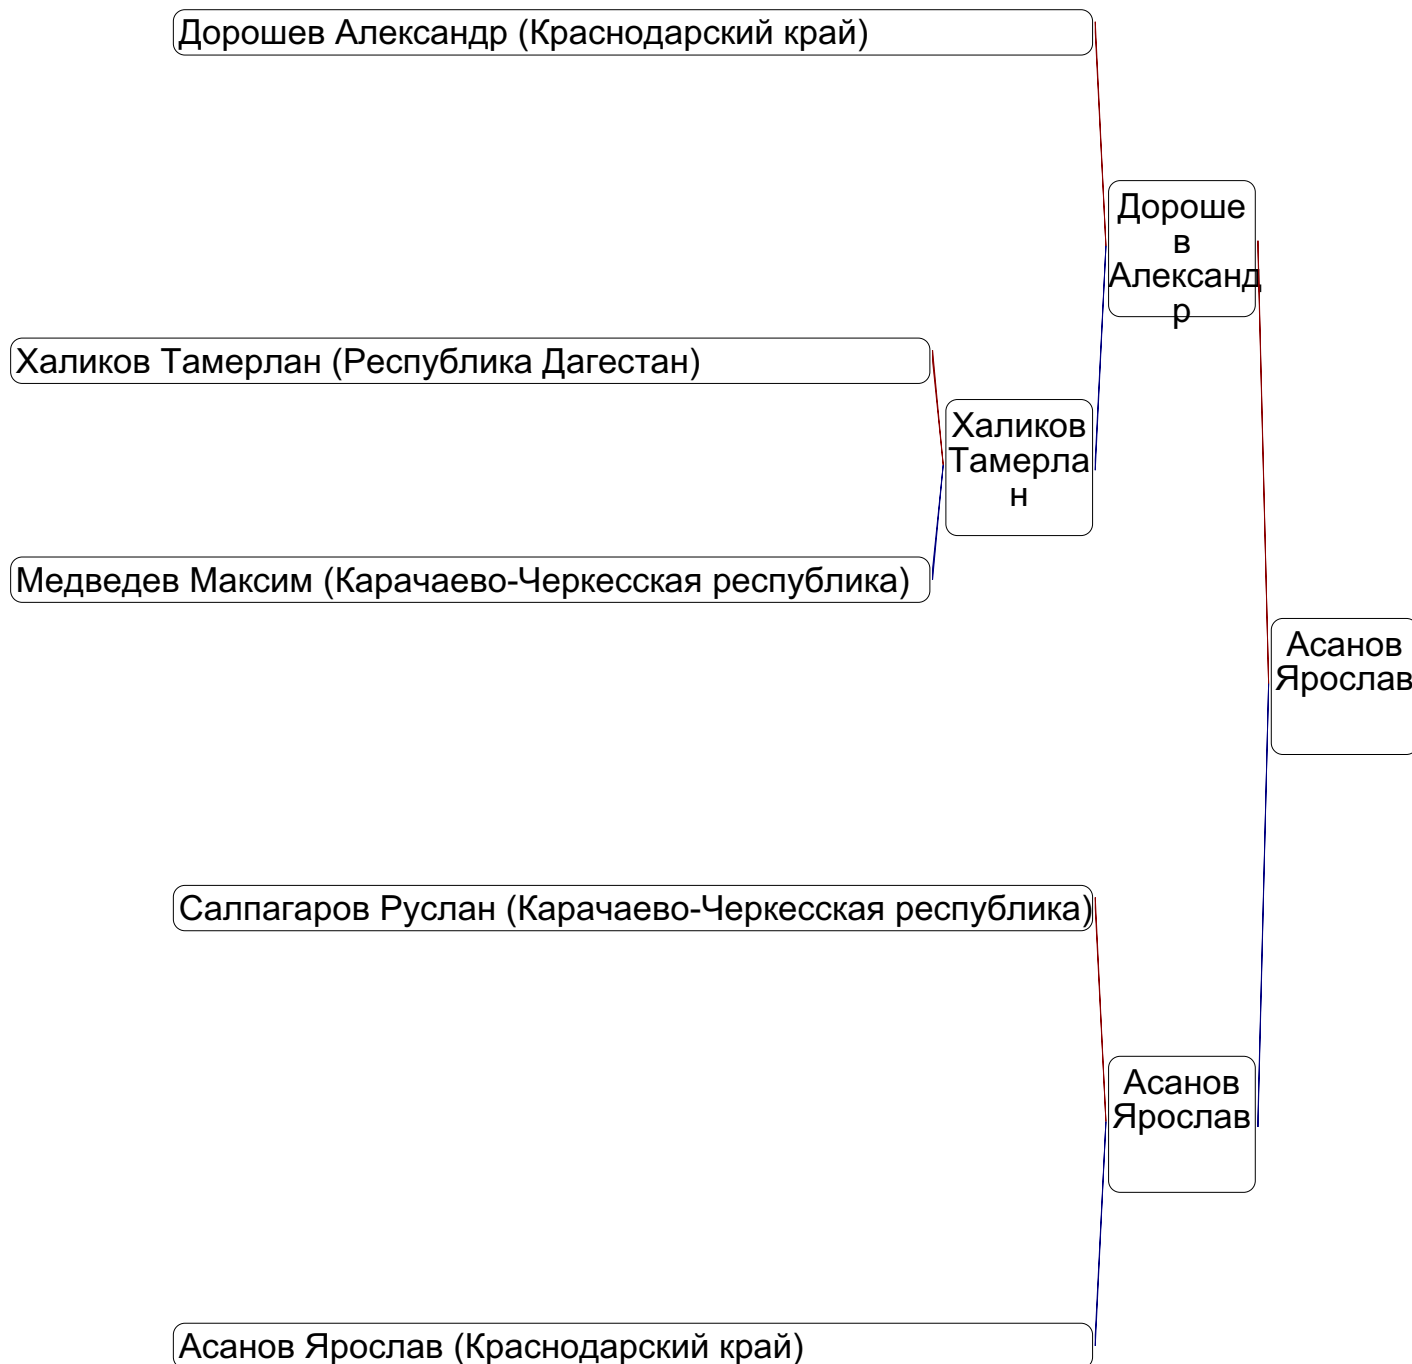 Дорошев Александр (Краснодарский край)
Дороше
в
Александ
р
Халиков Тамерлан (Республика Дагестан)
Халиков
Тамерла
н
Медведев Максим (Карачаево-Черкесская республика)
Асанов
Ярослав
Салпагаров Руслан (Карачаево-Черкесская республика)
Асанов
Ярослав
Асанов Ярослав (Краснодарский край)